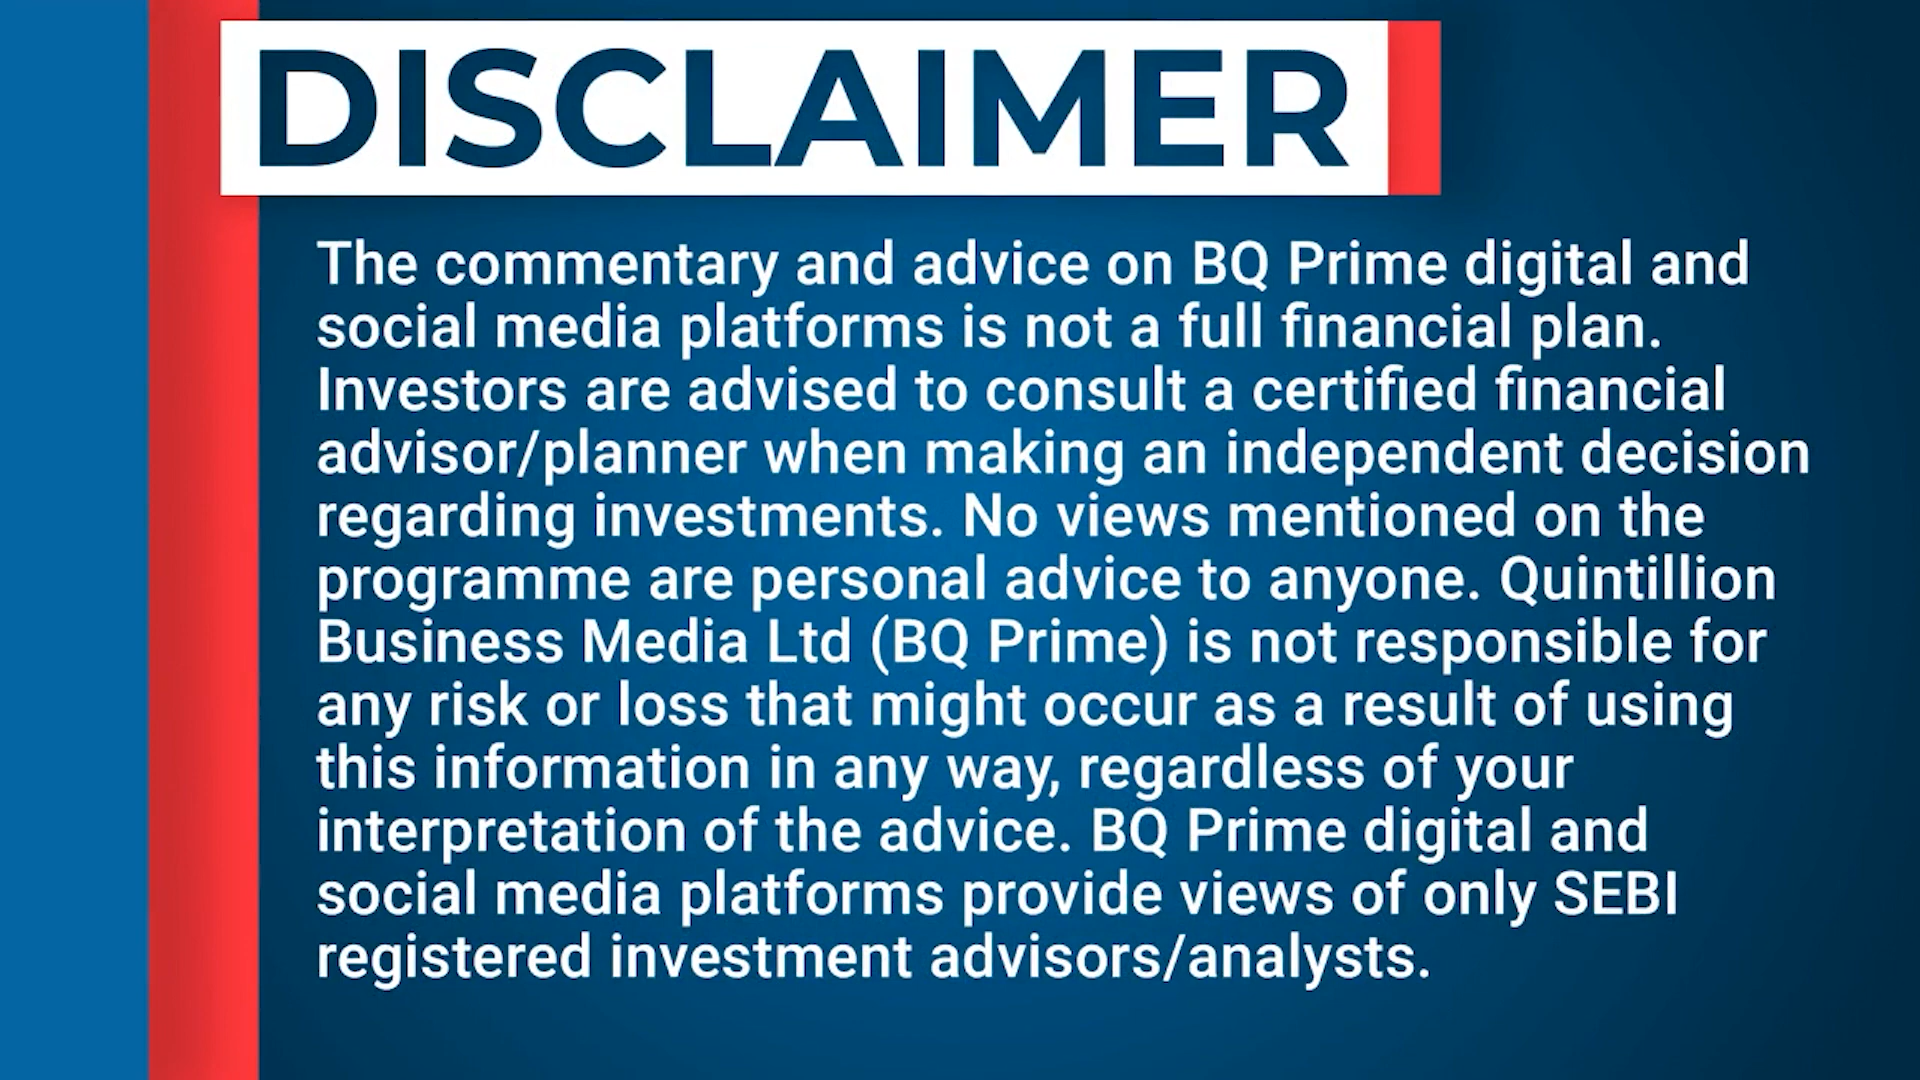 DISCLAIMER
The commentary and advice on BQ Prime digital and
social media platforms is not a full financial plan.
Investors are advised to consult a certified financial
advisor/planner when making an independent decision
regarding investments. No views mentioned on the
programme are personal advice to anyone. Quintillion
Business Media Ltd (BQ Prime) is not responsible for
any risk or loss that might occur as a result of using
this information in any way, regardless of your
interpretation of the advice. BQ Prime digital and
social media platforms provide views of only SEBI
registered investment advisors/analysts.